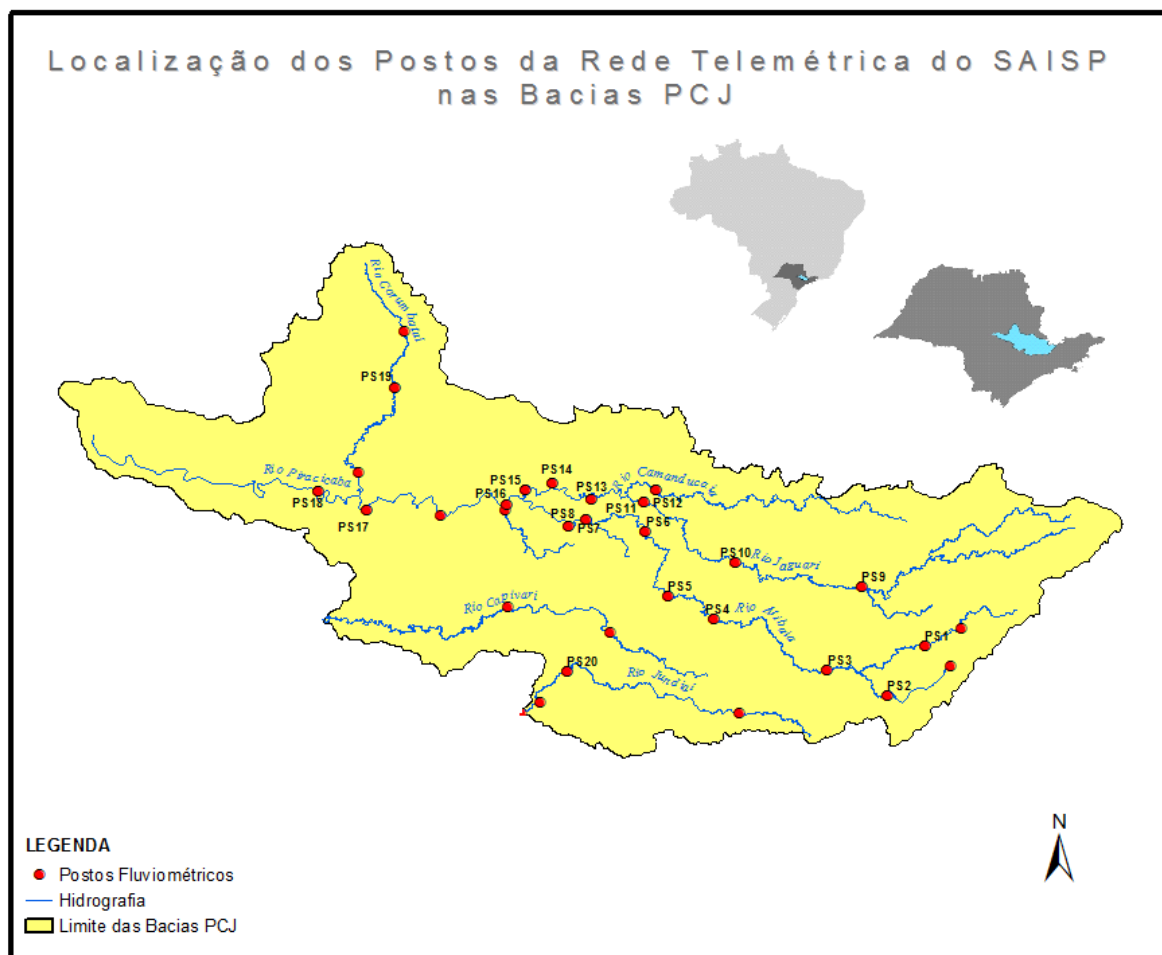 Localização dos Postos da Rede Telemétrica do SAISP
nas Bacias PCJ
Rio Corumbataí
PS19
Rio Piracicaba
PS18
PS17
PS16
PS15
PS14
PS13
Rio Camanducaia
PS12
PS11
PS8
PS7
PS6
PS10
Rio Jaguari
PS9
PS5
PS4
Rio Atibaia
Rio Capivari
PS1
PS3
PS2
PS20
Rio Jundiaí
N
LEGENDA
Postos Fluviométricos
Hidrografia
Limite das Bacias PCJ